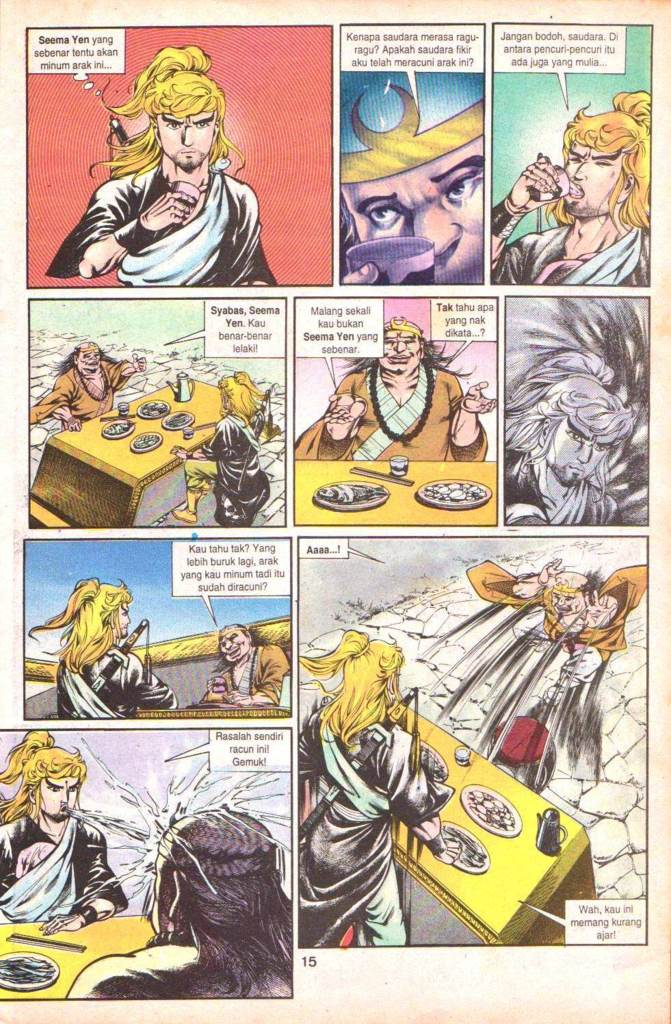 Seema Yen yang
sebenar tentu akan
minum arak ini...
Kenapa saudara merasa ragu-
ragu? Apakah saudara fikir
aku telah meracuni arak ini?
Jangan bodoh, saudara. Di
antara pencuri-pencuri itu
ada juga yang mulia...
Syabas, Seema
Yen. Kau
benar-benar
lelaki!
Malang sekali
kau bukan
Seema Yen yang
sebenar.
Tak tahu apa
yang nak
dikata...?
Kau tahu tak? Yang
lebih buruk lagi, arak
yang kau minum tadi itu
sudah diracuni?
Rasalah sendiri
racun ini!
Gemuk!
Aaaa...!
Wah, kau ini
memang kurang
ajar!
15